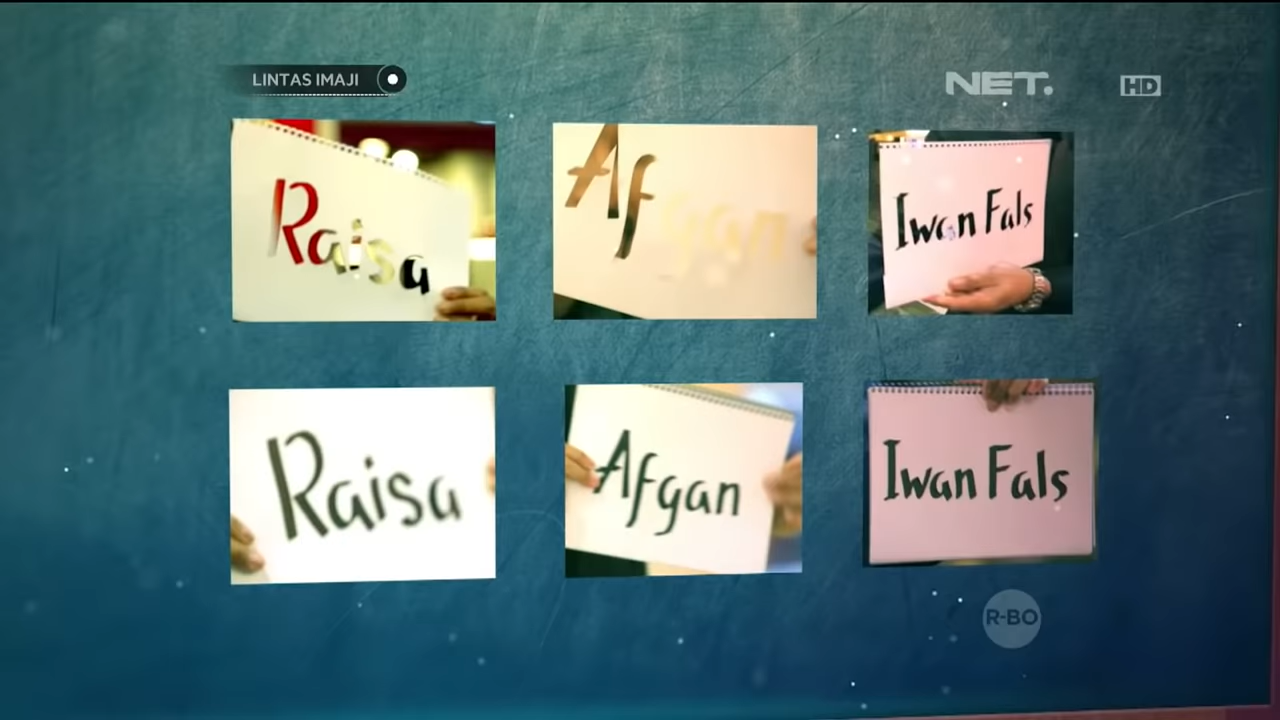 LINTAS IMAJI
NET.
HD
Raisa
Afgan
Iwan Fals
Raisa
Afgan
Iwan Fals
R-BO